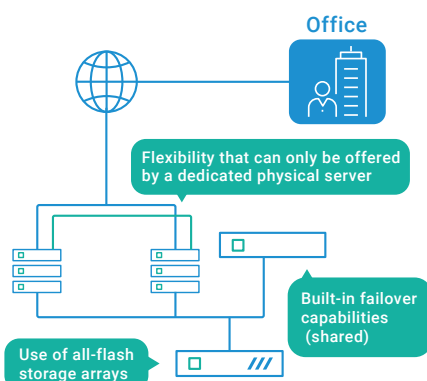 Office
Flexibility that can only be offered
by a dedicated physical server
Built-in failover
capabilities
(shared)
Use of all-flash
storage arrays